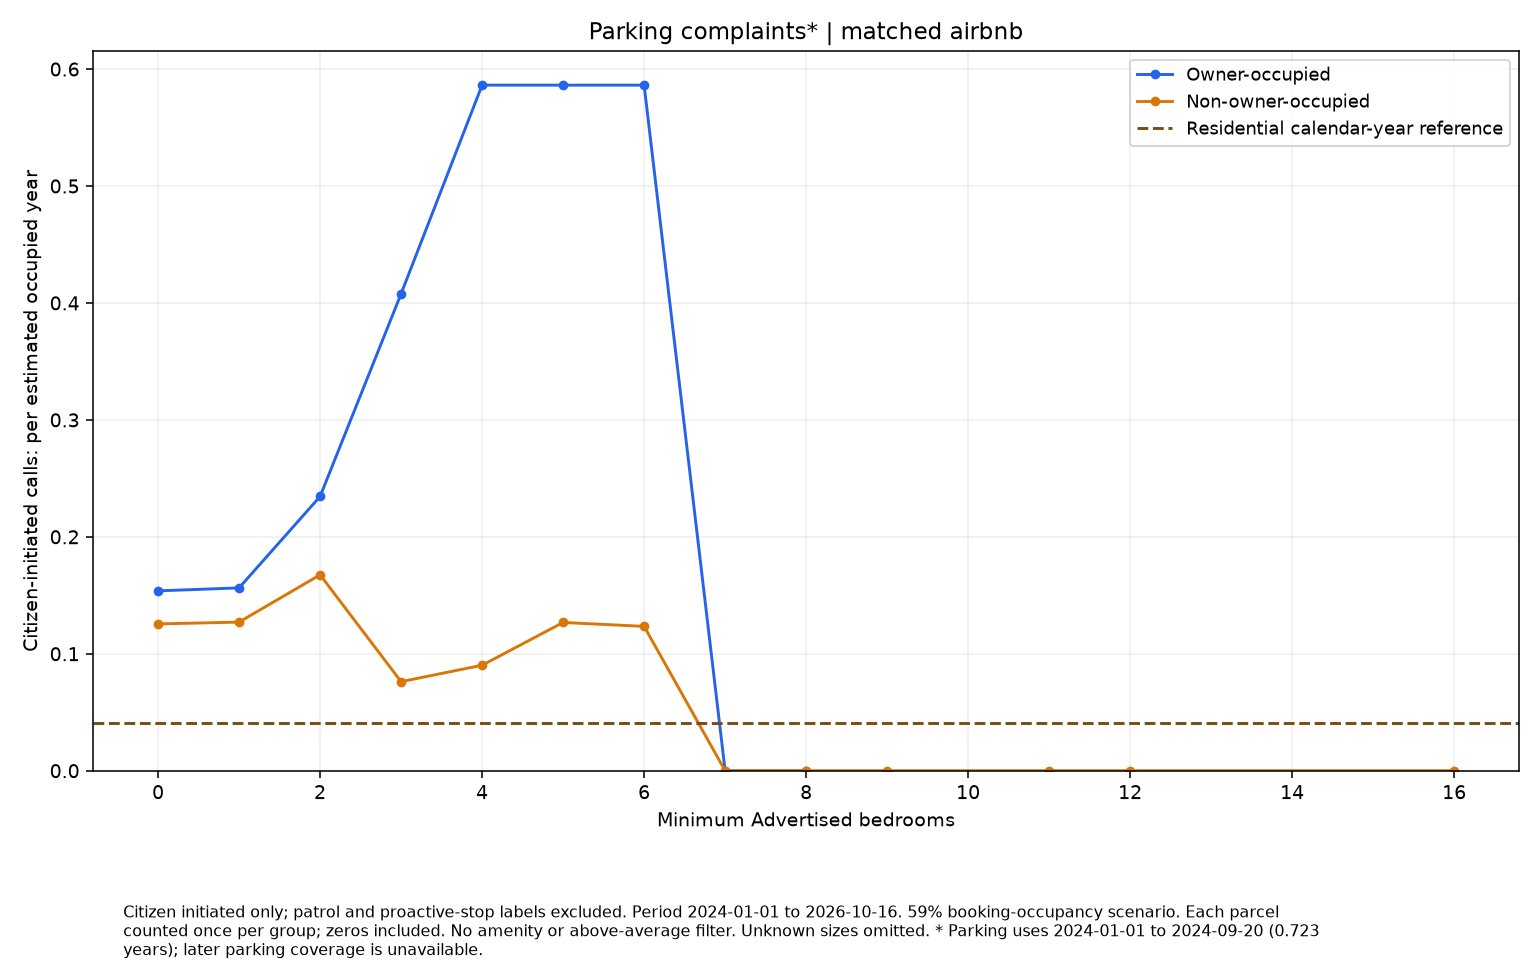 Parking complaints* | matched airbnb
Owner-occupied
Non-owner-occupied
Residential calendar-year reference
Citizen-initiated calls: per estimated occupied year
0.6
0.5
0.4
0.3
0.2
0.1
0.0
0 2 4 6 8 10 12 14 16
Minimum Advertised bedrooms
Citizen initiated only; patrol and proactive-stop labels excluded. Period 2024-01-01 to 2026-10-16. 59% booking-occupancy scenario. Each parcel
counted once per group; zeros included. No amenity or above-average filter. Unknown sizes omitted. * Parking uses 2024-01-01 to 2024-09-20 (0.723
years); later parking coverage is unavailable.